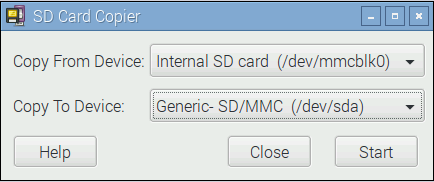 SD Card Copier
Copy From Device: Internal SD card (/dev/mmcblk0)
Copy To Device: Generic- SD/MMC (/dev/sda)
Help Close Start